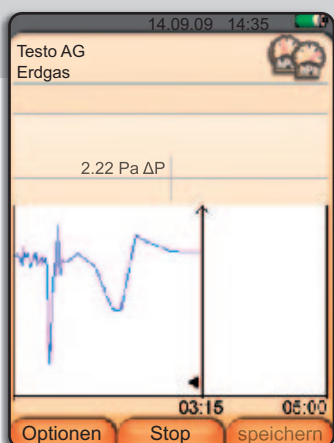 14.09.09 14:35
Testo AG
Erdgas
2.22 Pa ΔP
03:15 05:00
Optionen Stop speichern